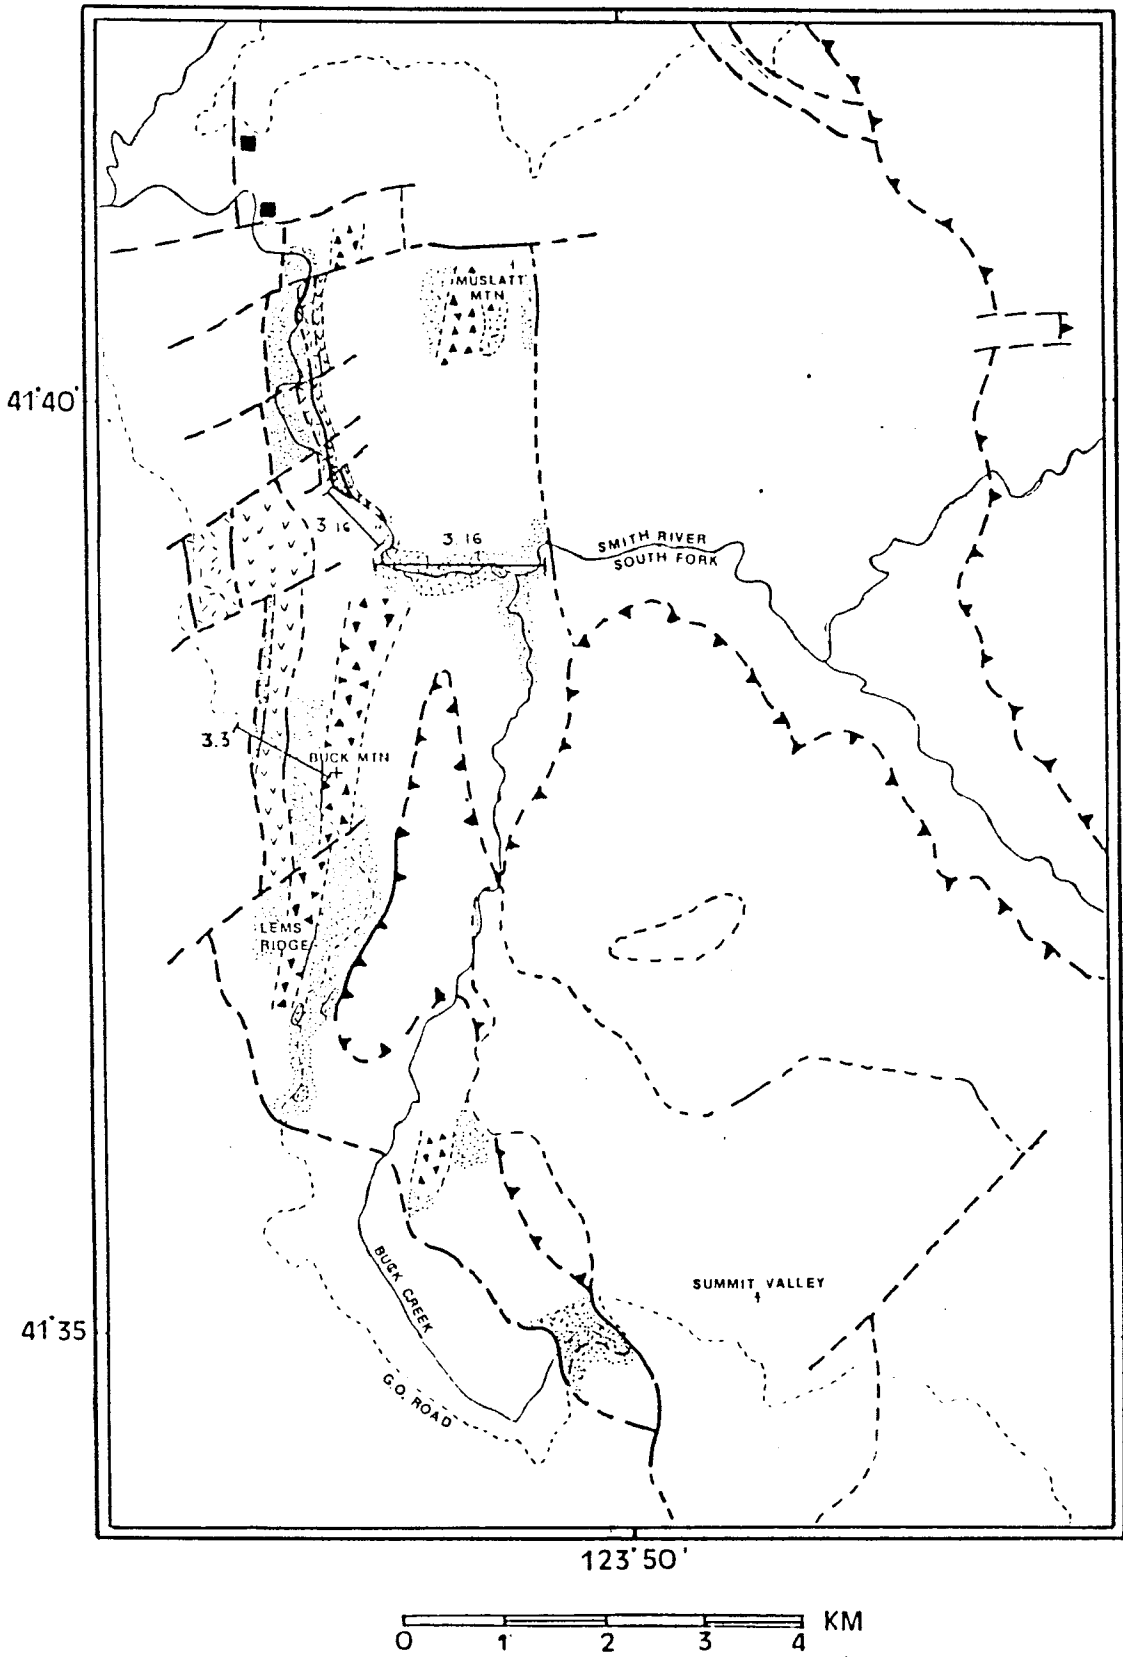 MUSLATT
MTN
41°40'
3.16
3.16
SMITH RIVER
SOUTH FORK
3.3
BUCK MTN
LEMS
RIDGE
BUCK CREEK
SUMMIT VALLEY
41°35'
G.O. ROAD
123°50'
KM
0 1 2 3 4